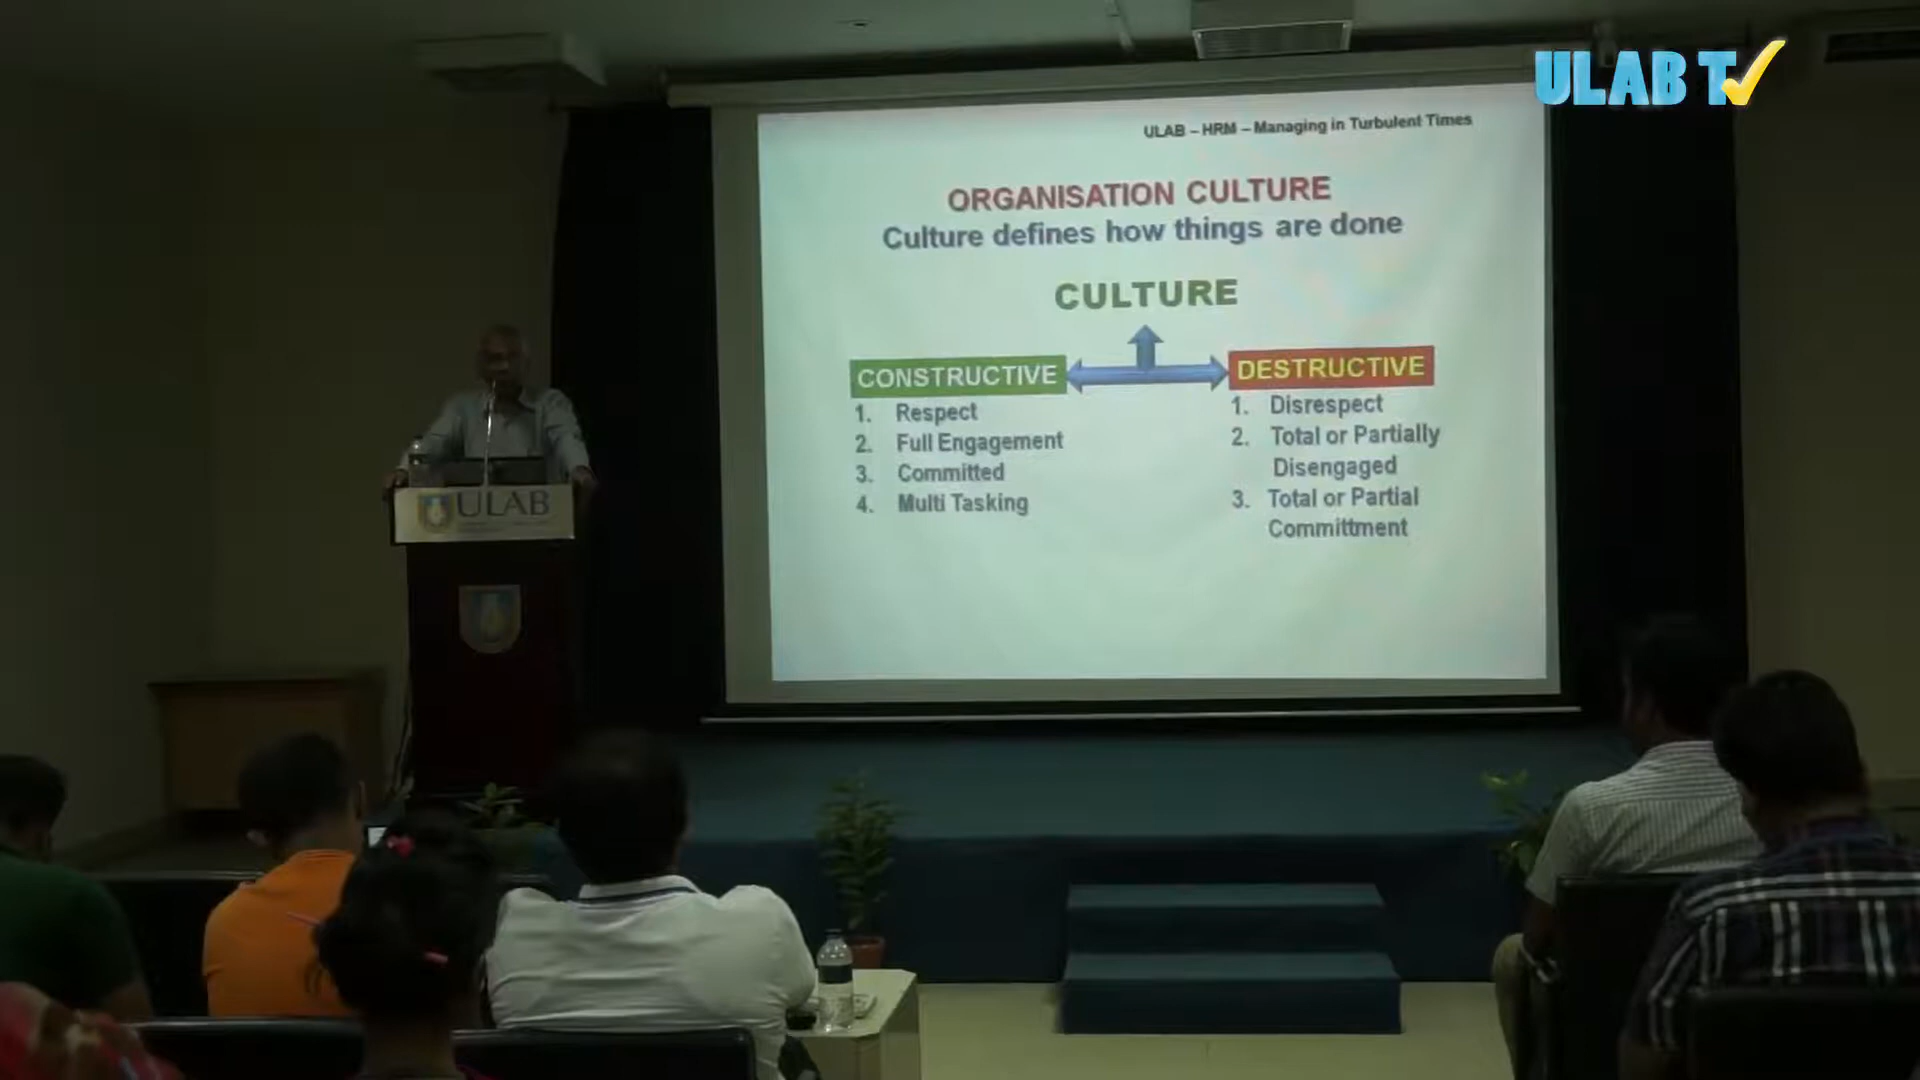 ULAB TV
ULAB – HRM – Managing in Turbulent Times
ORGANISATION CULTURE
Culture defines how things are done
CULTURE
CONSTRUCTIVE
1. Respect
2. Full Engagement
3. Committed
4. Multi Tasking
DESTRUCTIVE
1. Disrespect
2. Total or Partially
Disengaged
3. Total or Partial
Committment
ULAB